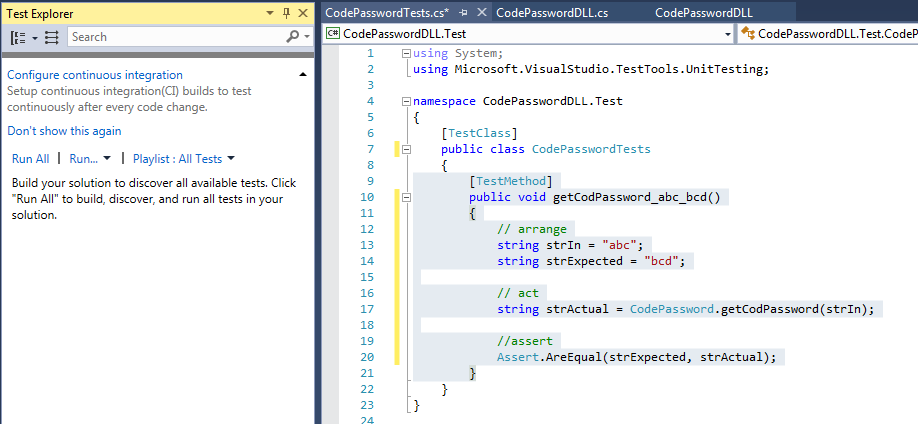 Test Explorer
Search
Configure continuous integration
Setup continuous integration(CI) builds to test
continuously after every code change.
Don't show this again
Run All | Run... | Playlist : All Tests
Build your solution to discover all available tests. Click
"Run All" to build, discover, and run all tests in your
solution.
CodePasswordTests.cs* CodePasswordDLL.cs CodePasswordDLL
C# CodePasswordDLL.Test CodePasswordDLL.Test.CodeP
1 using System;
2 using Microsoft.VisualStudio.TestTools.UnitTesting;
3
4 namespace CodePasswordDLL.Test
5 {
6 [TestClass]
7 public class CodePasswordTests
8 {
9 [TestMethod]
10 public void getCodPassword_abc_bcd()
11 {
12 // arrange
13 string strIn = "abc";
14 string strExpected = "bcd";
15
16 // act
17 string strActual = CodePassword.getCodPassword(strIn);
18
19 //assert
20 Assert.AreEqual(strExpected, strActual);
21 }
22 }
23 }
24